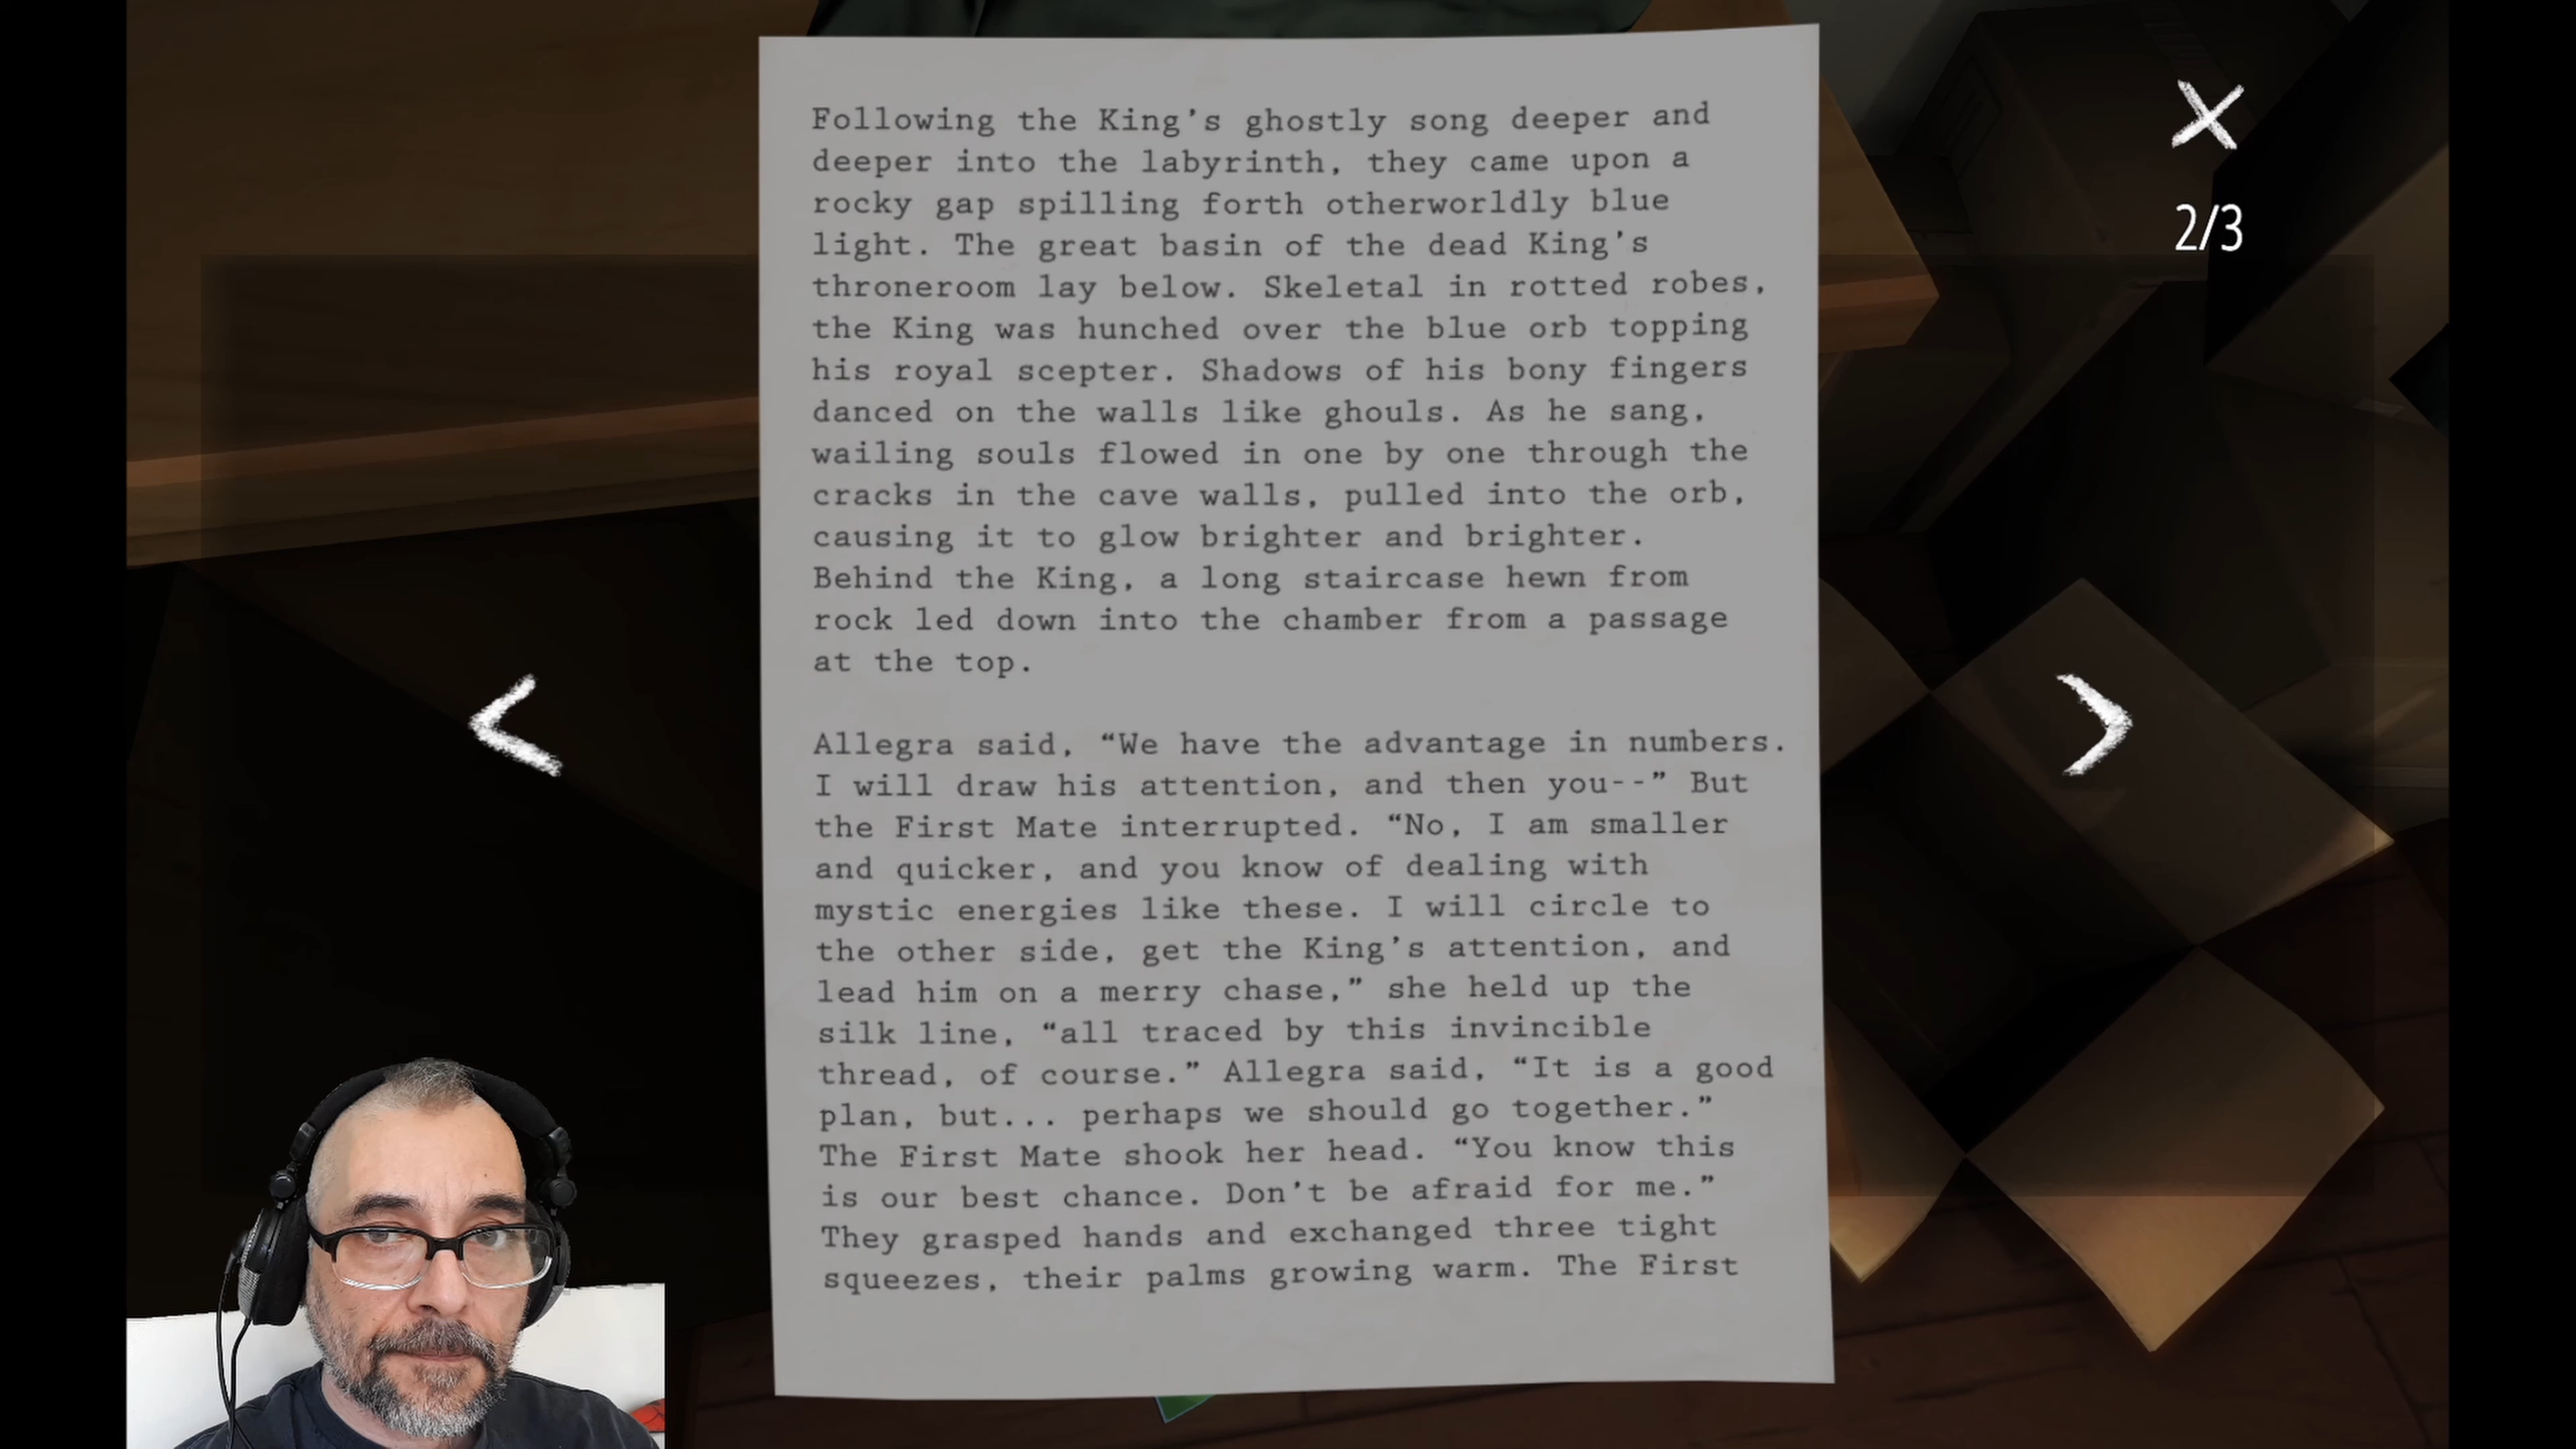 Following the King's ghostly song deeper and
deeper into the labyrinth, they came upon a
rocky gap spilling forth otherworldly blue
light. The great basin of the dead King's
throneroom lay below. Skeletal in rotted robes,
the King was hunched over the blue orb topping
his royal scepter. Shadows of his bony fingers
danced on the walls like ghouls. As he sang,
wailing souls flowed in one by one through the
cracks in the cave walls, pulled into the orb,
causing it to glow brighter and brighter.
Behind the King, a long staircase hewn from
rock led down into the chamber from a passage
at the top.
Allegra said, “We have the advantage in numbers.
I will draw his attention, and then you--” But
the First Mate interrupted. “No, I am smaller
and quicker, and you know of dealing with
mystic energies like these. I will circle to
the other side, get the King's attention, and
lead him on a merry chase,” she held up the
silk line, “all traced by this invincible
thread, of course.” Allegra said, “It is a good
plan, but... perhaps we should go together.”
The First Mate shook her head. “You know this
is our best chance. Don't be afraid for me.”
They grasped hands and exchanged three tight
squeezes, their palms growing warm. The First
2/3